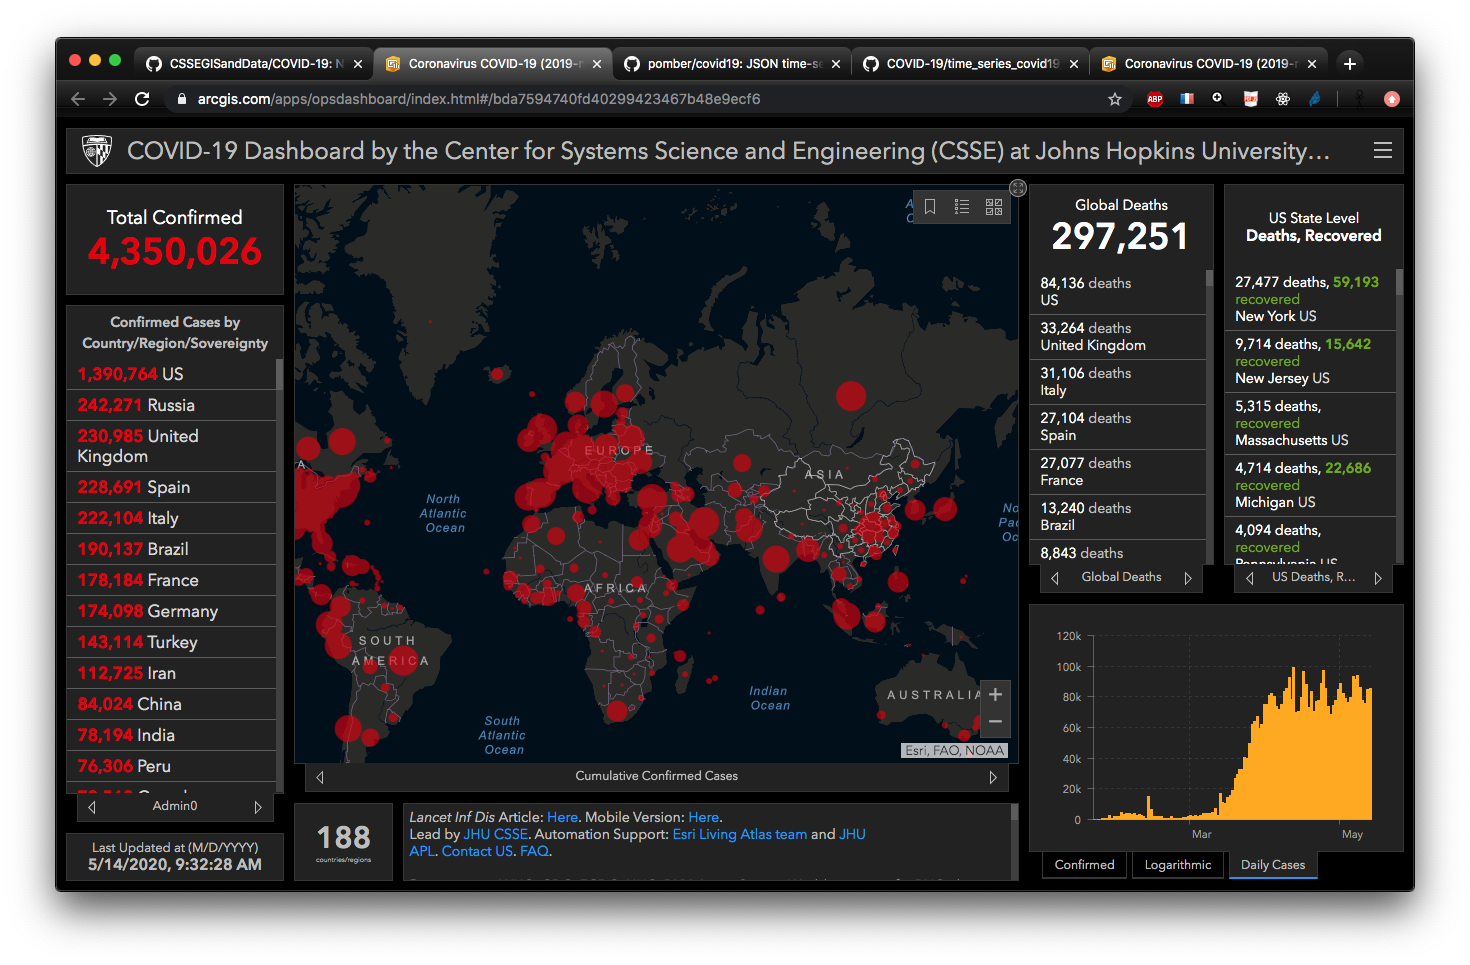 CSSEGISandData/COVID-19: N
Coronavirus COVID-19 (2019-n
pomber/covid19: JSON time-se
COVID-19/time_series_covid19
Coronavirus COVID-19 (2019-n
arcgis.com/apps/opsdashboard/index.html#/bda7594740fd40299423467b48e9ecf6
ABP
COVID-19 Dashboard by the Center for Systems Science and Engineering (CSSE) at Johns Hopkins University...
Total Confirmed
4,350,026
Confirmed Cases by
Country/Region/Sovereignty
1,390,764 US
242,271 Russia
230,985 United
Kingdom
228,691 Spain
222,104 Italy
190,137 Brazil
178,184 France
174,098 Germany
143,114 Turkey
112,725 Iran
84,024 China
78,194 India
76,306 Peru
Admin0
Last Updated at (M/D/YYYY)
5/14/2020, 9:32:28 AM
EUROPE
ASIA
North
Atlantic
Ocean
AFRICA
SOUTH
AMERICA
Indian
Ocean
AUSTRALIA
South
Atlantic
Ocean
Esri, FAO, NOAA
Cumulative Confirmed Cases
188
countries/regions
Lancet Inf Dis Article: Here. Mobile Version: Here.
Lead by JHU CSSE. Automation Support: Esri Living Atlas team and JHU
APL. Contact US. FAQ.
Global Deaths
297,251
84,136 deaths
US
33,264 deaths
United Kingdom
31,106 deaths
Italy
27,104 deaths
Spain
27,077 deaths
France
13,240 deaths
Brazil
8,843 deaths
Global Deaths
US State Level
Deaths, Recovered
27,477 deaths, 59,193
recovered
New York US
9,714 deaths, 15,642
recovered
New Jersey US
5,315 deaths,
recovered
Massachusetts US
4,714 deaths, 22,686
recovered
Michigan US
4,094 deaths,
recovered
Pennsylvania US
US Deaths, R...
120k
100k
80k
60k
40k
20k
0
Mar
May
Confirmed
Logarithmic
Daily Cases